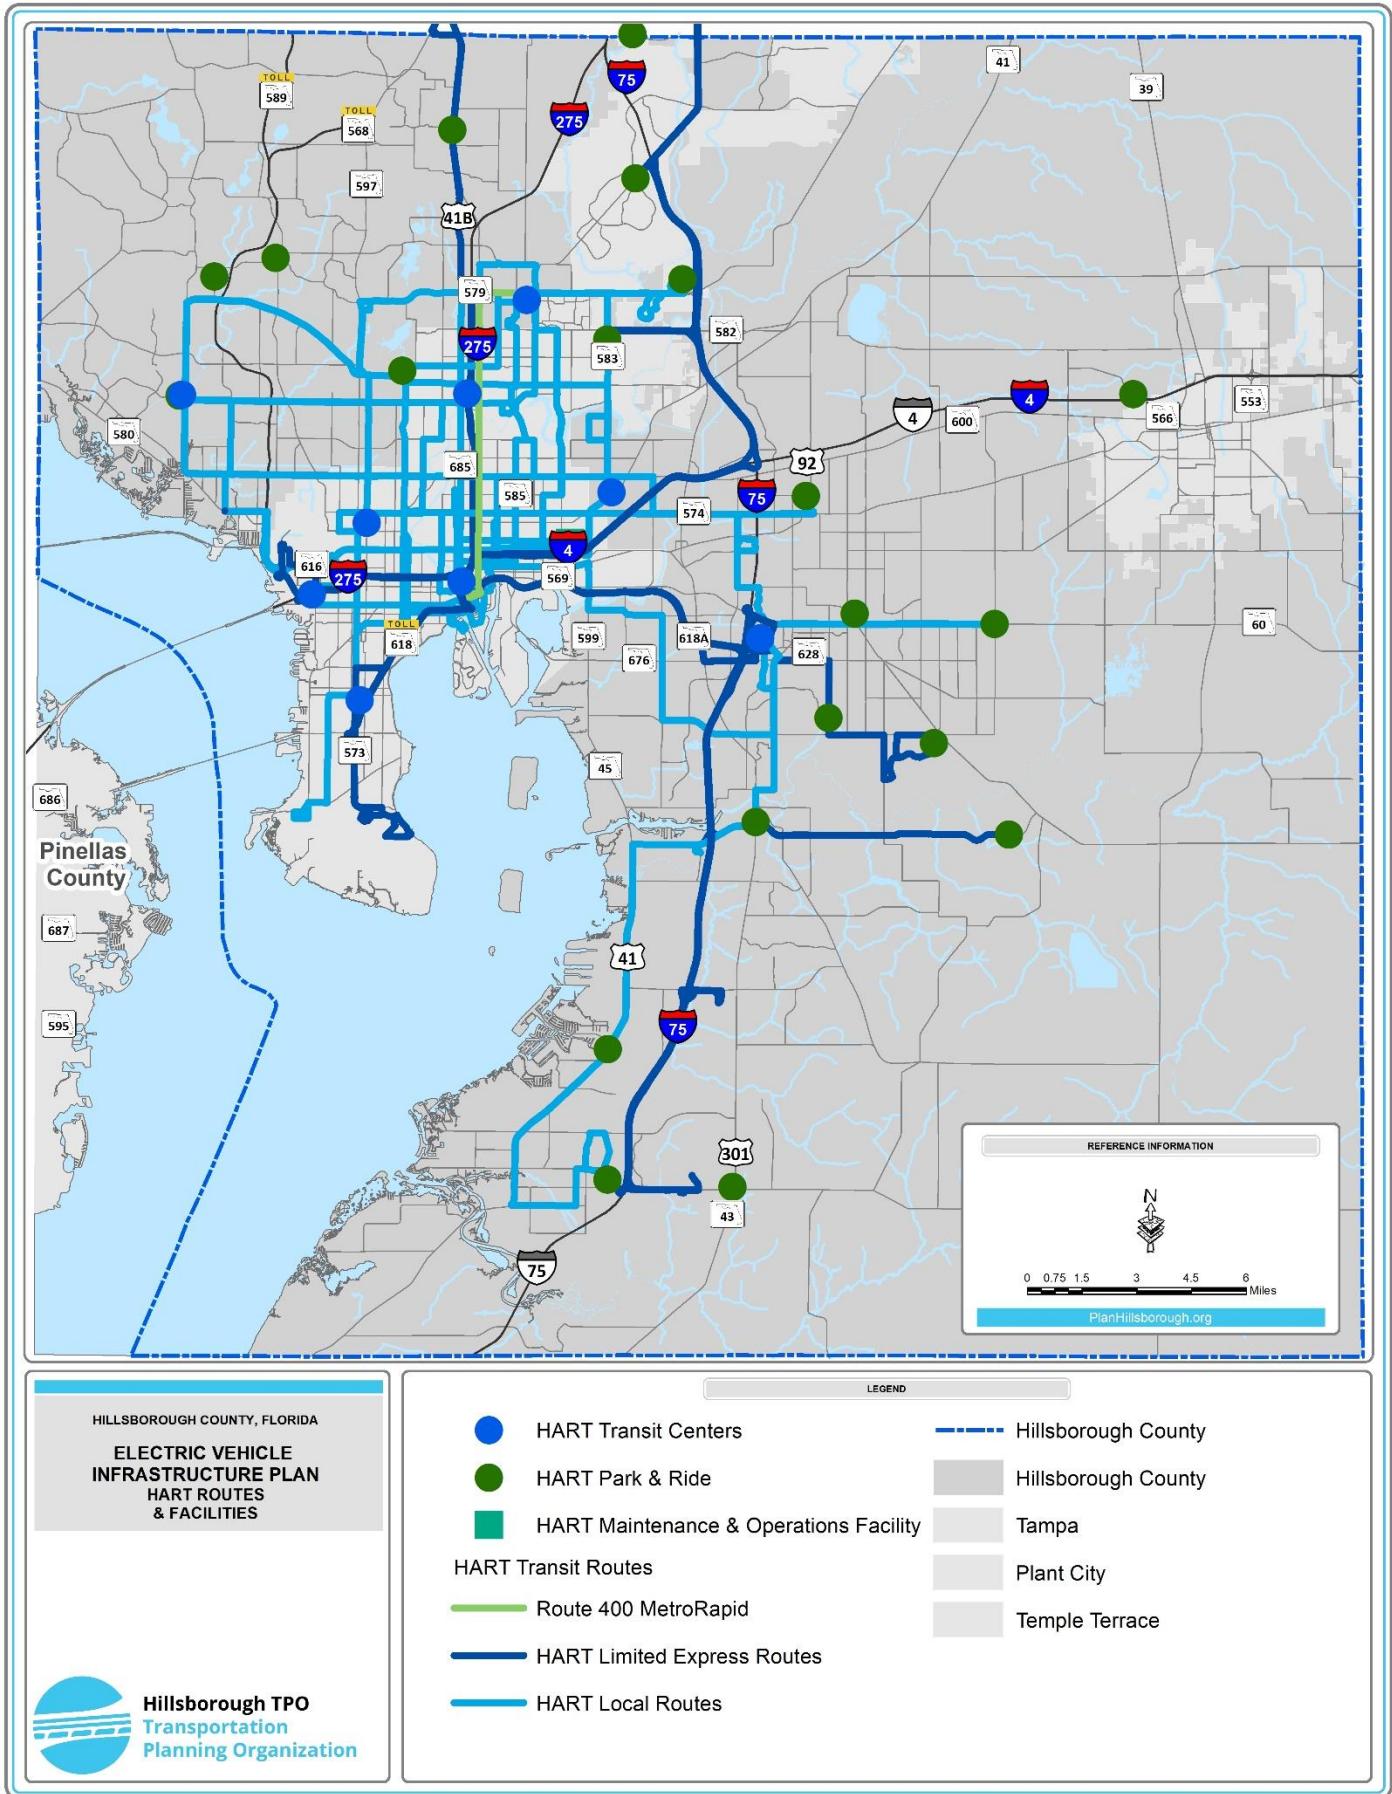 TOLL
589
TOLL
568
597
75
275
41
39
41B
579
275
582
583
4
4
600
566
553
580
685
92
75
585
574
4
616
275
569
TOLL
618
599
676
618A
628
60
573
45
686
Pinellas
County
687
595
41
75
301
43
75
REFERENCE INFORMATION
N
0 0.75 1.5 3 4.5 6
Miles
PlanHillsborough.org
HILLSBOROUGH COUNTY, FLORIDA
ELECTRIC VEHICLE
INFRASTRUCTURE PLAN
HART ROUTES
& FACILITIES
Hillsborough TPO
Transportation
Planning Organization
LEGEND
HART Transit Centers
HART Park & Ride
HART Maintenance & Operations Facility
HART Transit Routes
Route 400 MetroRapid
HART Limited Express Routes
HART Local Routes
Hillsborough County
Hillsborough County
Tampa
Plant City
Temple Terrace